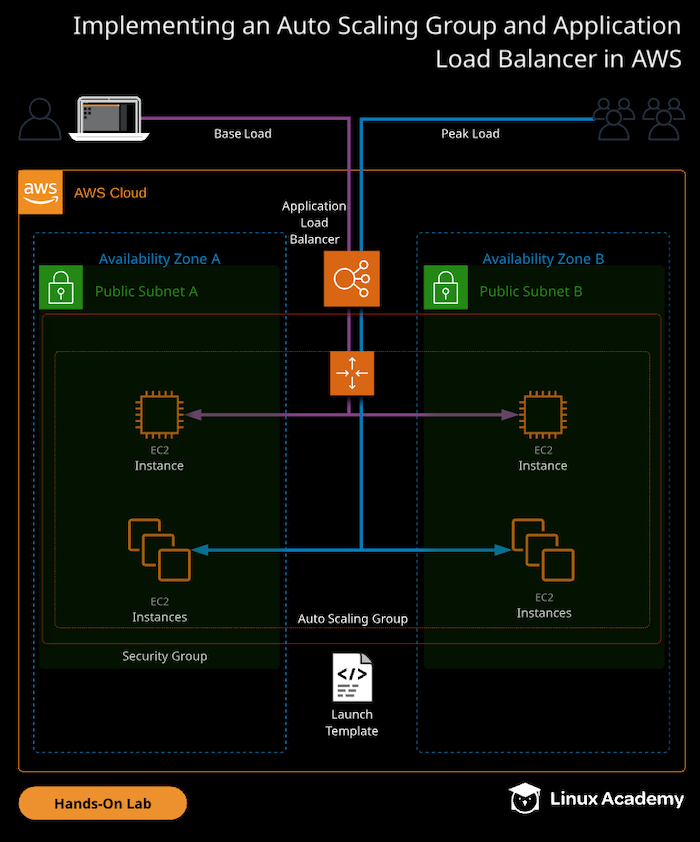 Implementing an Auto Scaling Group and Application
Load Balancer in AWS
Base Load
Peak Load
aws
AWS Cloud
Application
Load
Balancer
Availability Zone A
Availability Zone B
Public Subnet A
Public Subnet B
EC2
Instance
EC2
Instance
EC2
Instances
EC2
Instances
Auto Scaling Group
Security Group
</>
Launch
Template
Hands-On Lab
Linux Academy